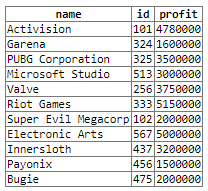 name id profit
Activision 101 4780000
Garena 324 1600000
PUBG Corporation 325 3500000
Microsoft Studio 513 3000000
Valve 256 3750000
Riot Games 333 5150000
Super Evil Megacorp 102 2000000
Electronic Arts 567 5000000
Innersloth 437 3200000
Payonix 456 1500000
Bugie 475 2000000